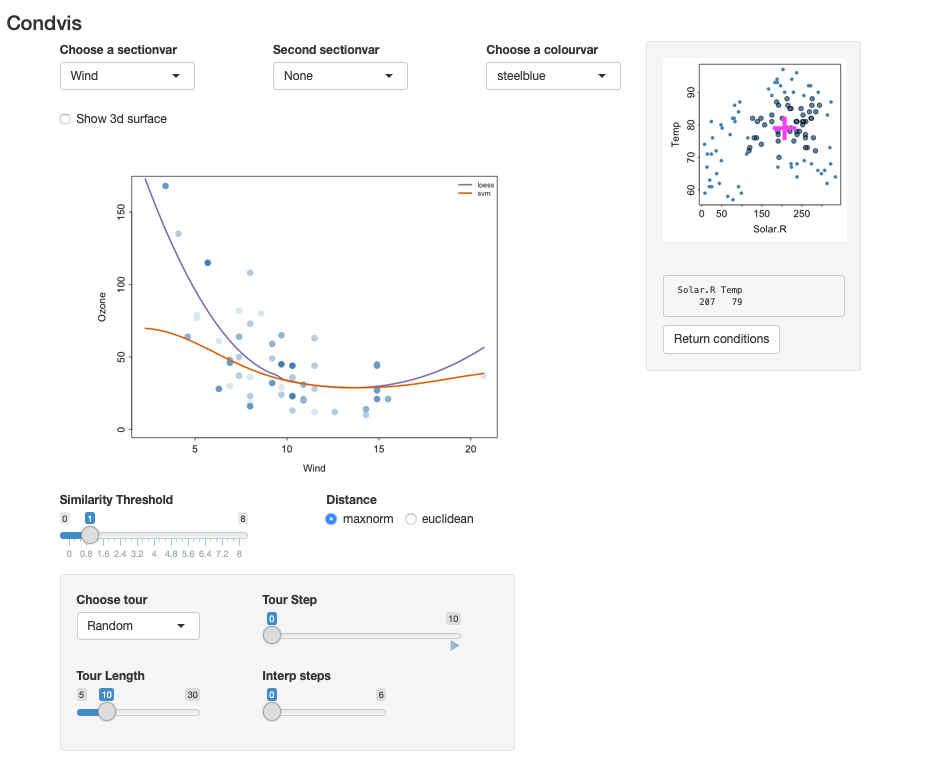 Condvis
Choose a sectionvar
Second sectionvar
Choose a colourvar
Wind
None
steelblue
Show 3d surface
loess
svm
Ozone
0
50
100
150
5
10
15
20
Wind
Temp
60
70
80
90
0 50 150 250
Solar.R
Solar.R Temp
207 79
Return conditions
Similarity Threshold
0 1 8
0 0.8 1.6 2.4 3.2 4 4.8 5.6 6.4 7.2 8
Distance
maxnorm euclidean
Choose tour
Random
Tour Step
0 10
Tour Length
5 10 30
Interp steps
0 6